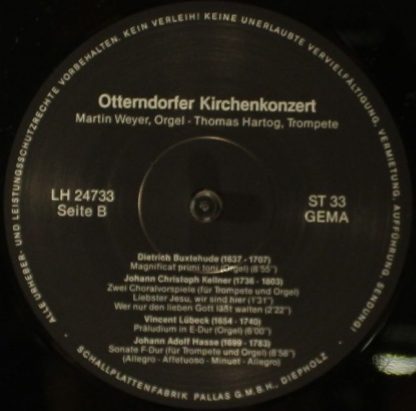 ALLE URHEBER- UND LEISTUNGSSCHUTZRECHTE VORBEHALTEN. KEIN VERLEIH! KEINE UNERLAUBTE VERVIELFÄLTIGUNG, VERMIETUNG, AUFFÜHRUNG, SENDUNG!
Otterndorfer Kirchenkonzert
Martin Weyer, Orgel - Thomas Hartog, Trompete
LH 24733
Seite B
ST 33
GEMA
Dietrich Buxtehude (1637 - 1707)
Magnificat primi toni (Orgel) (8'55")
Johann Christoph Kellner (1736 - 1803)
Zwei Choralvorspiele (für Trompete und Orgel)
Liebster Jesu, wir sind hier (1'31")
Wer nur den lieben Gott läßt walten (2'22")
Vincent Lübeck (1654 - 1740)
Präludium in E-Dur (Orgel) (6'00")
Johann Adolf Hasse (1699 - 1783)
Sonate F-Dur (für Trompete und Orgel) (8'58")
(Allegro - Affetuoso - Minuet - Allegro)
SCHALLPLATTENFABRIK PALLAS G.M.B.H., DIEPHOLZ